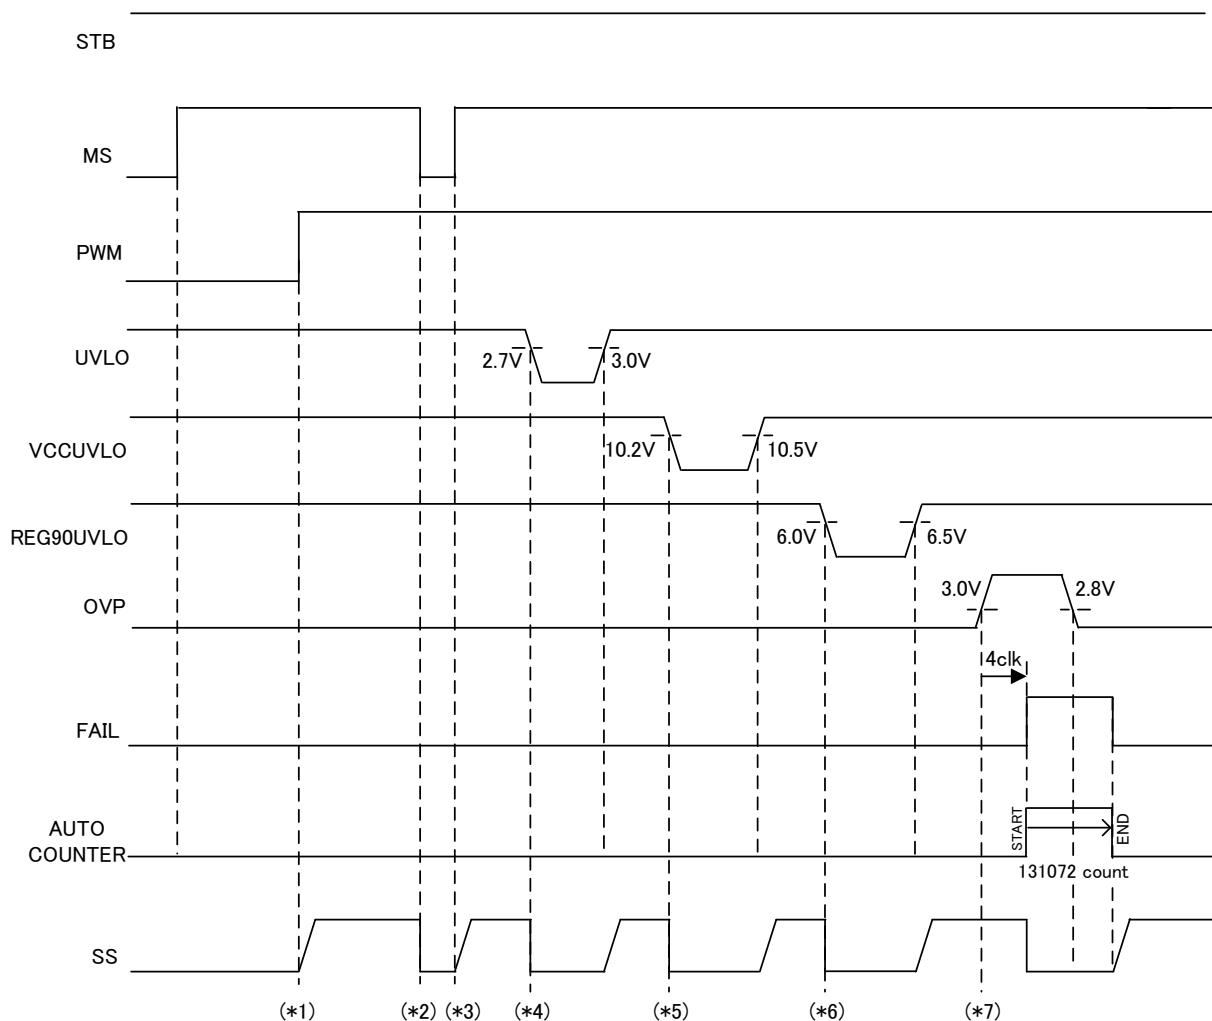 STB
MS
PWM
UVLO
2.7V
3.0V
VCCUVLO
10.2V
10.5V
REG90UVLO
6.0V
6.5V
OVP
3.0V
2.8V
4clk
FAIL
AUTO
COUNTER
START
END
131072 count
SS
(*1)
(*2)
(*3)
(*4)
(*5)
(*6)
(*7)